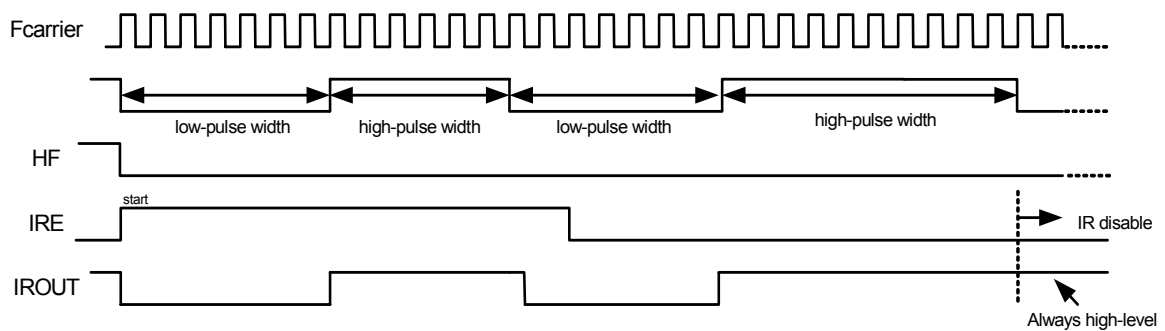 Fcarrier
low-pulse width
high-pulse width
low-pulse width
high-pulse width
HF
start
IRE
IR disable
IROUT
Always high-level